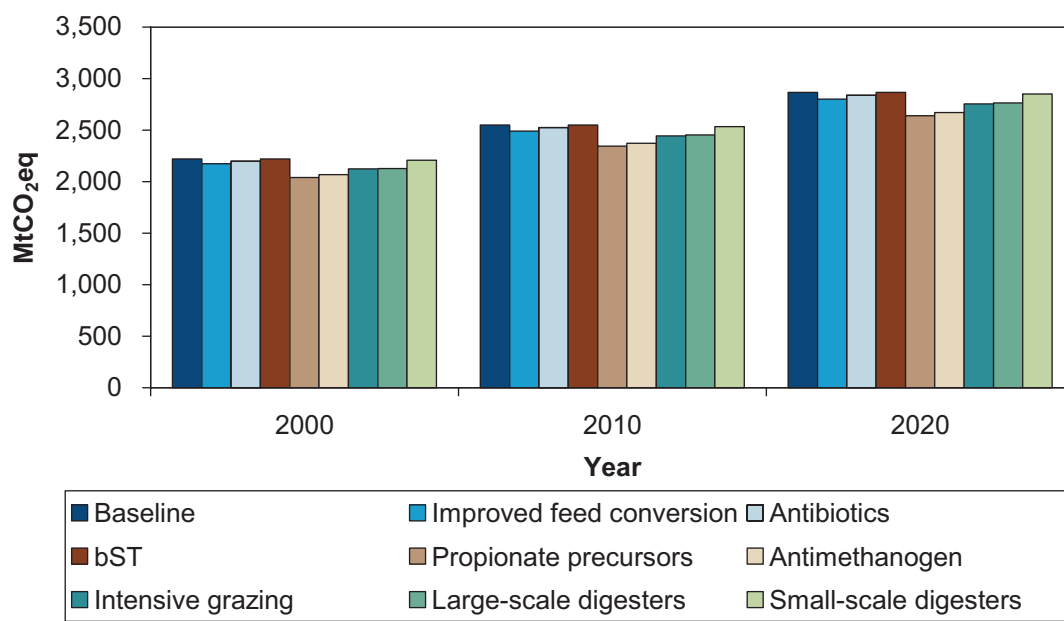 3,500
3,000
2,500
2,000
1,500
1,000
500
0
MtCO₂eq
2000 2010 2020
Year
Baseline Improved feed conversion Antibiotics
bST Propionate precursors Antimethanogen
Intensive grazing Large-scale digesters Small-scale digesters